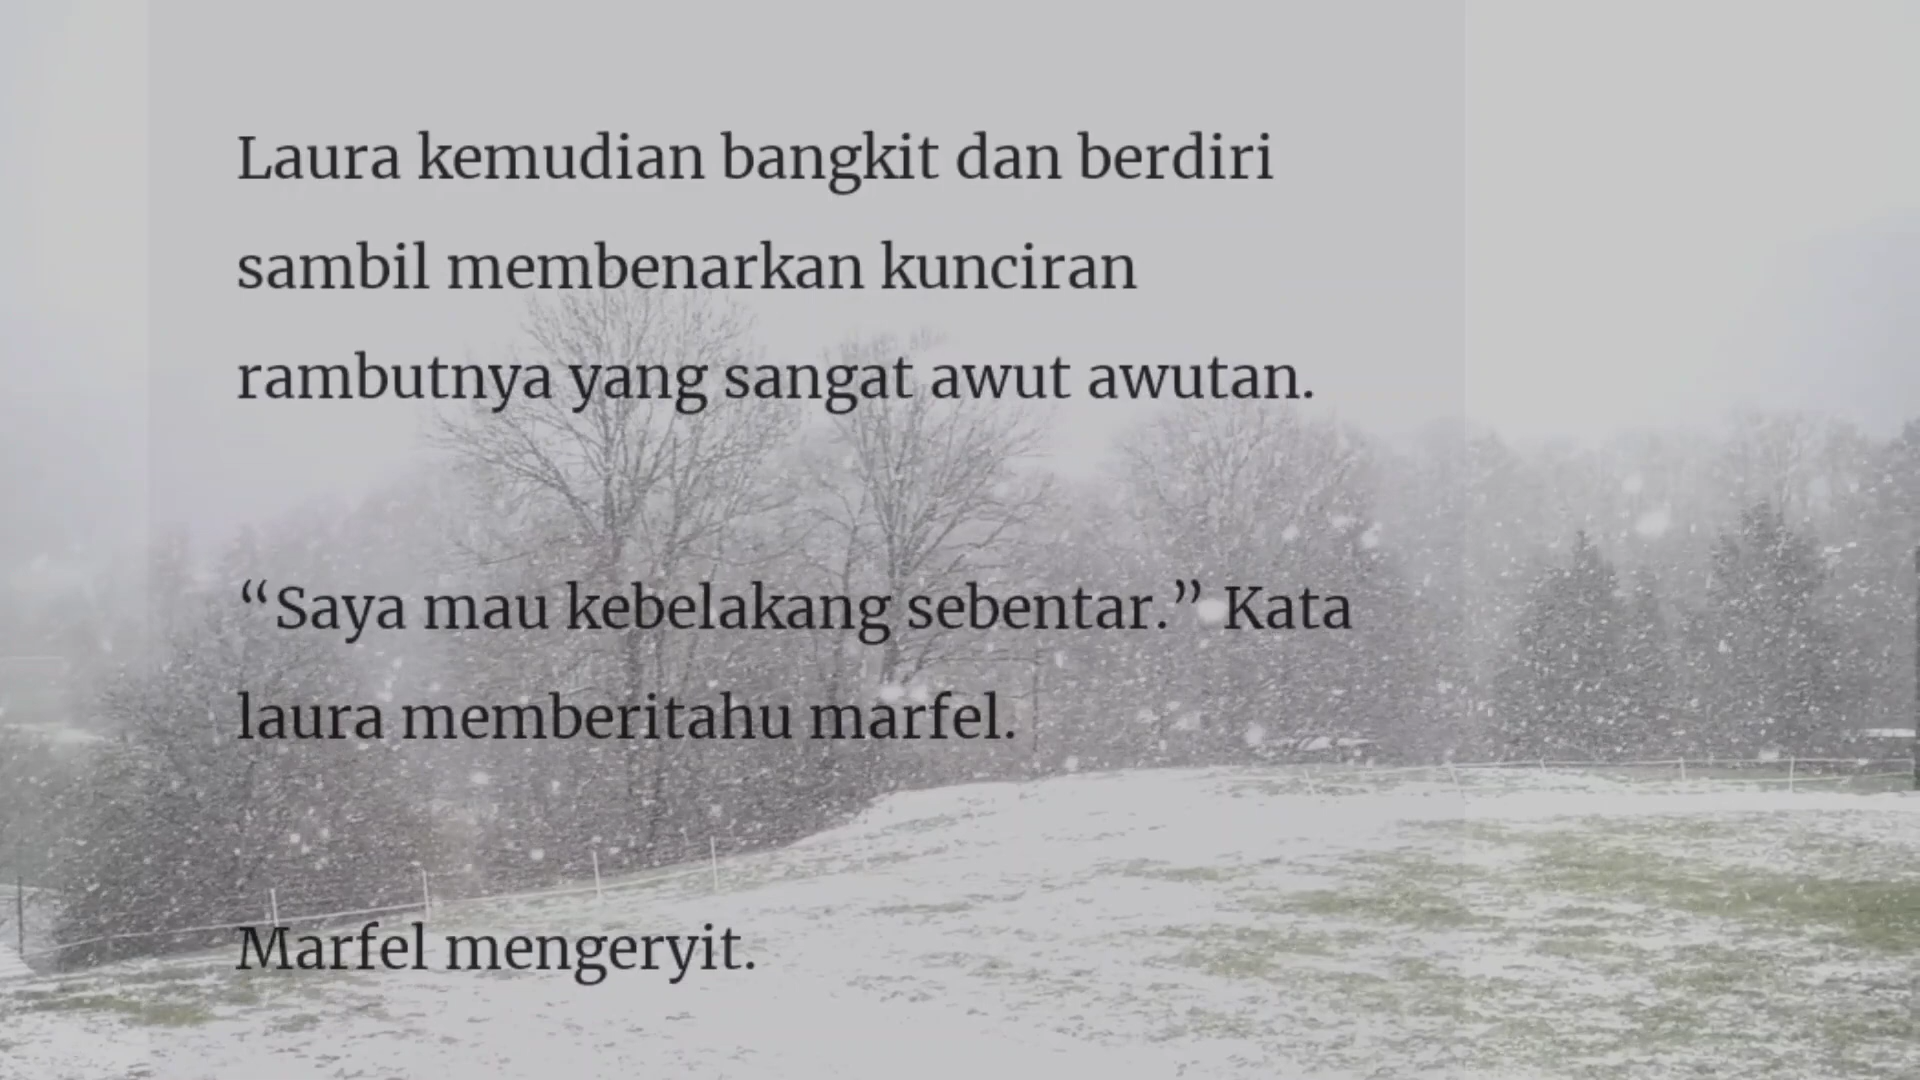 Laura kemudian bangkit dan berdiri
sambil membenarkan kunciran
rambutnya yang sangat awut awutan.
“Saya mau kebelakang sebentar.” Kata
laura memberitahu marfel.
Marfel mengeryit.